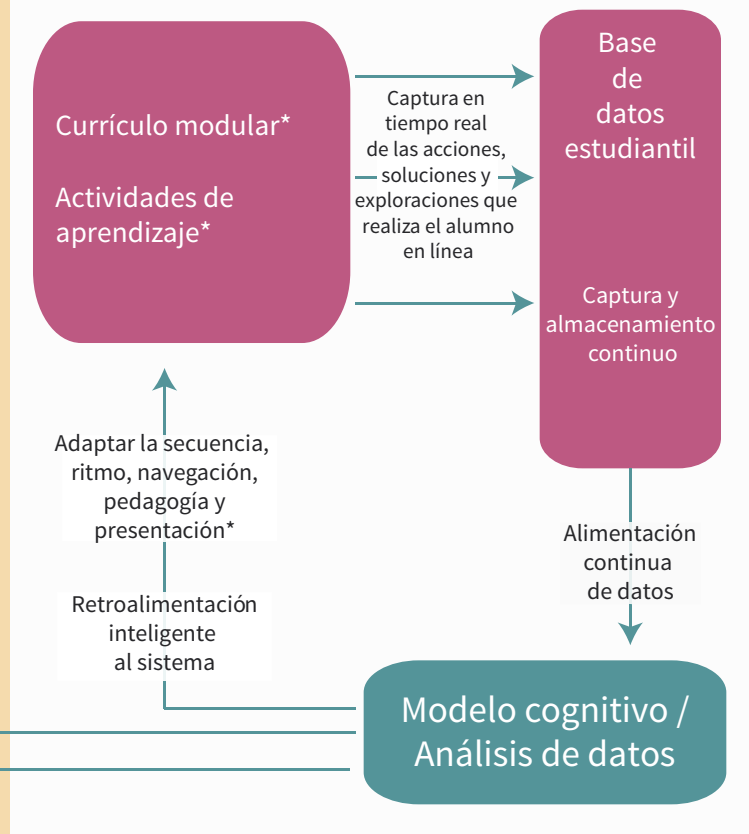 Currículo modular*
Actividades de
aprendizaje*
Captura en
tiempo real
de las acciones,
soluciones y
exploraciones que
realiza el alumno
en línea
Base
de
datos
estudiantil
Captura y
almacenamiento
continuo
Adaptar la secuencia,
ritmo, navegación,
pedagogía y
presentación*
Retroalimentación
inteligente
al sistema
Alimentación
continua
de datos
Modelo cognitivo /
Análisis de datos